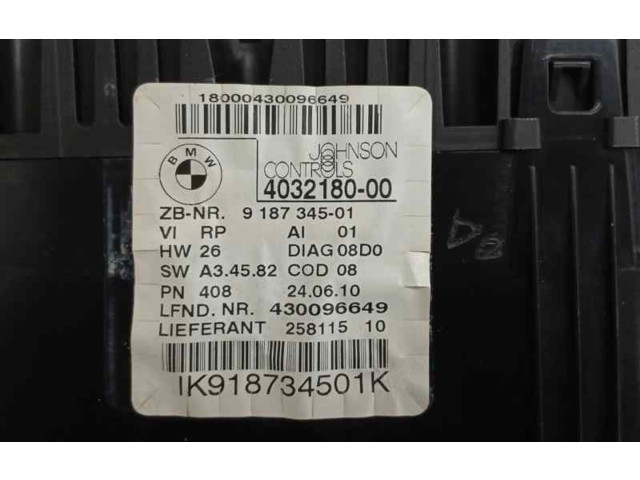 18000430096649
BMW
JOHNSON
CONTROLS
4032180-00
ZB-NR. 9 187 345-01
VI RP AI 01
HW 26 DIAG 08D0
SW A3.45.82 COD 08
PN 408 24.06.10
LFND. NR. 430096649
LIEFERANT 258115 10
IK918734501K